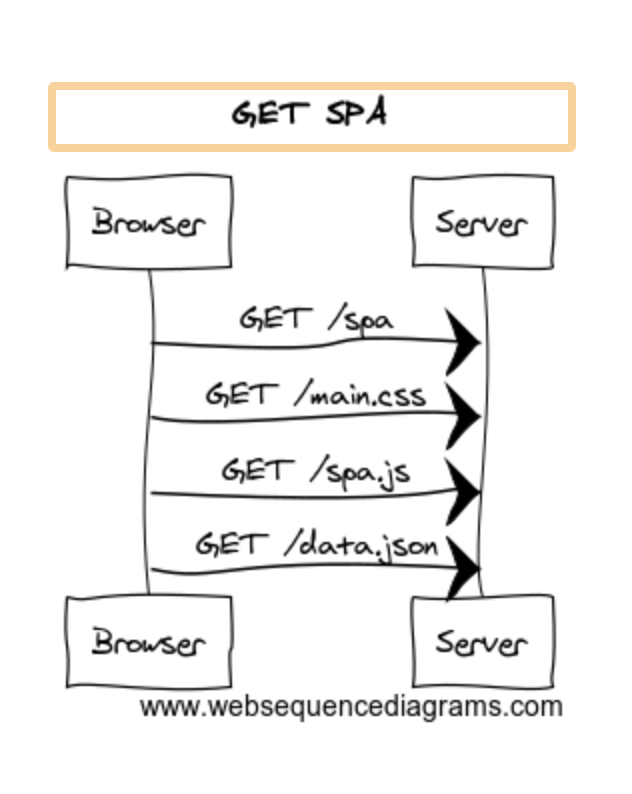 GET SPA
Browser Server
GET /spa
GET /main.css
GET /spa.js
GET /data.json
Browser Server
www.websequencediagrams.com